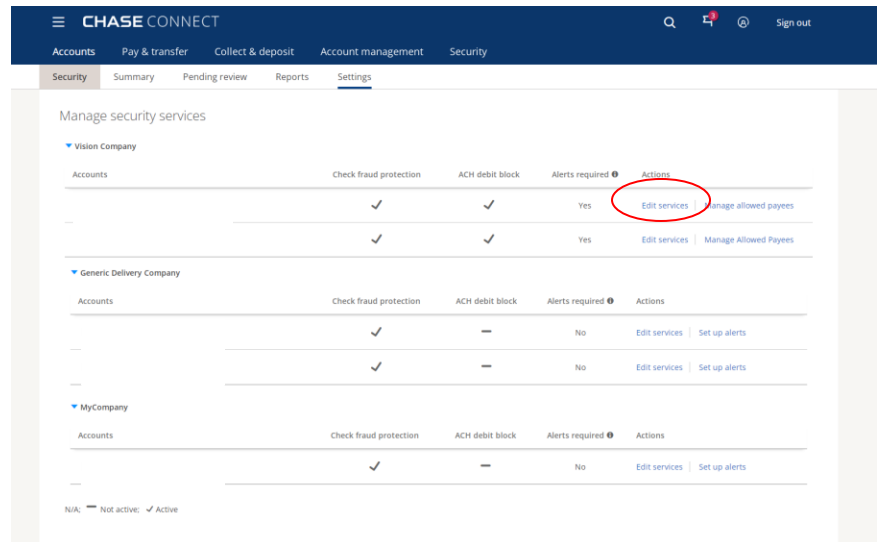 CHASE CONNECT
3
Sign out
Accounts Pay & transfer Collect & deposit Account management Security
Security Summary Pending review Reports Settings
Manage security services
Vision Company
Accounts Check fraud protection ACH debit block Alerts required Actions
Yes Edit services Manage allowed payees
Yes Edit services Manage Allowed Payees
Generic Delivery Company
Accounts Check fraud protection ACH debit block Alerts required Actions
No Edit services Set up alerts
No Edit services Set up alerts
MyCompany
Accounts Check fraud protection ACH debit block Alerts required Actions
No Edit services Set up alerts
N/A; Not active; Active